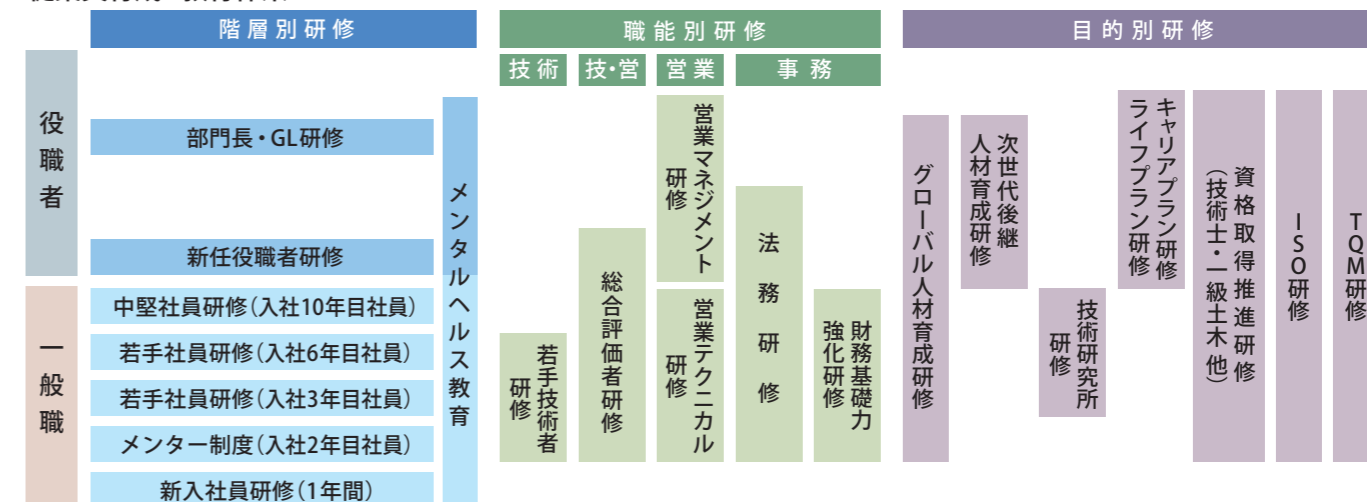 階層別研修
職能別研修
目的別研修
技術
技・営
営業
事務
役職者
一般職
部門長・GL研修
新任役職者研修
中堅社員研修(入社10年目社員)
若手社員研修(入社6年目社員)
若手社員研修(入社3年目社員)
メンター制度(入社2年目社員)
新入社員研修(1年間)
メンタルヘルス教育
若手技術者
研修
総合評価者研修
営業マネジメント
研修
営業テクニカル
研修
法務研修
財務基礎力
強化研修
グローバル人材育成研修
次世代後継
人材育成研修
技術研究所
研修
キャリアプラン研修
ライフプラン研修
資格取得推進研修
(技術士・一級土木他)
ISO研修
TQM研修